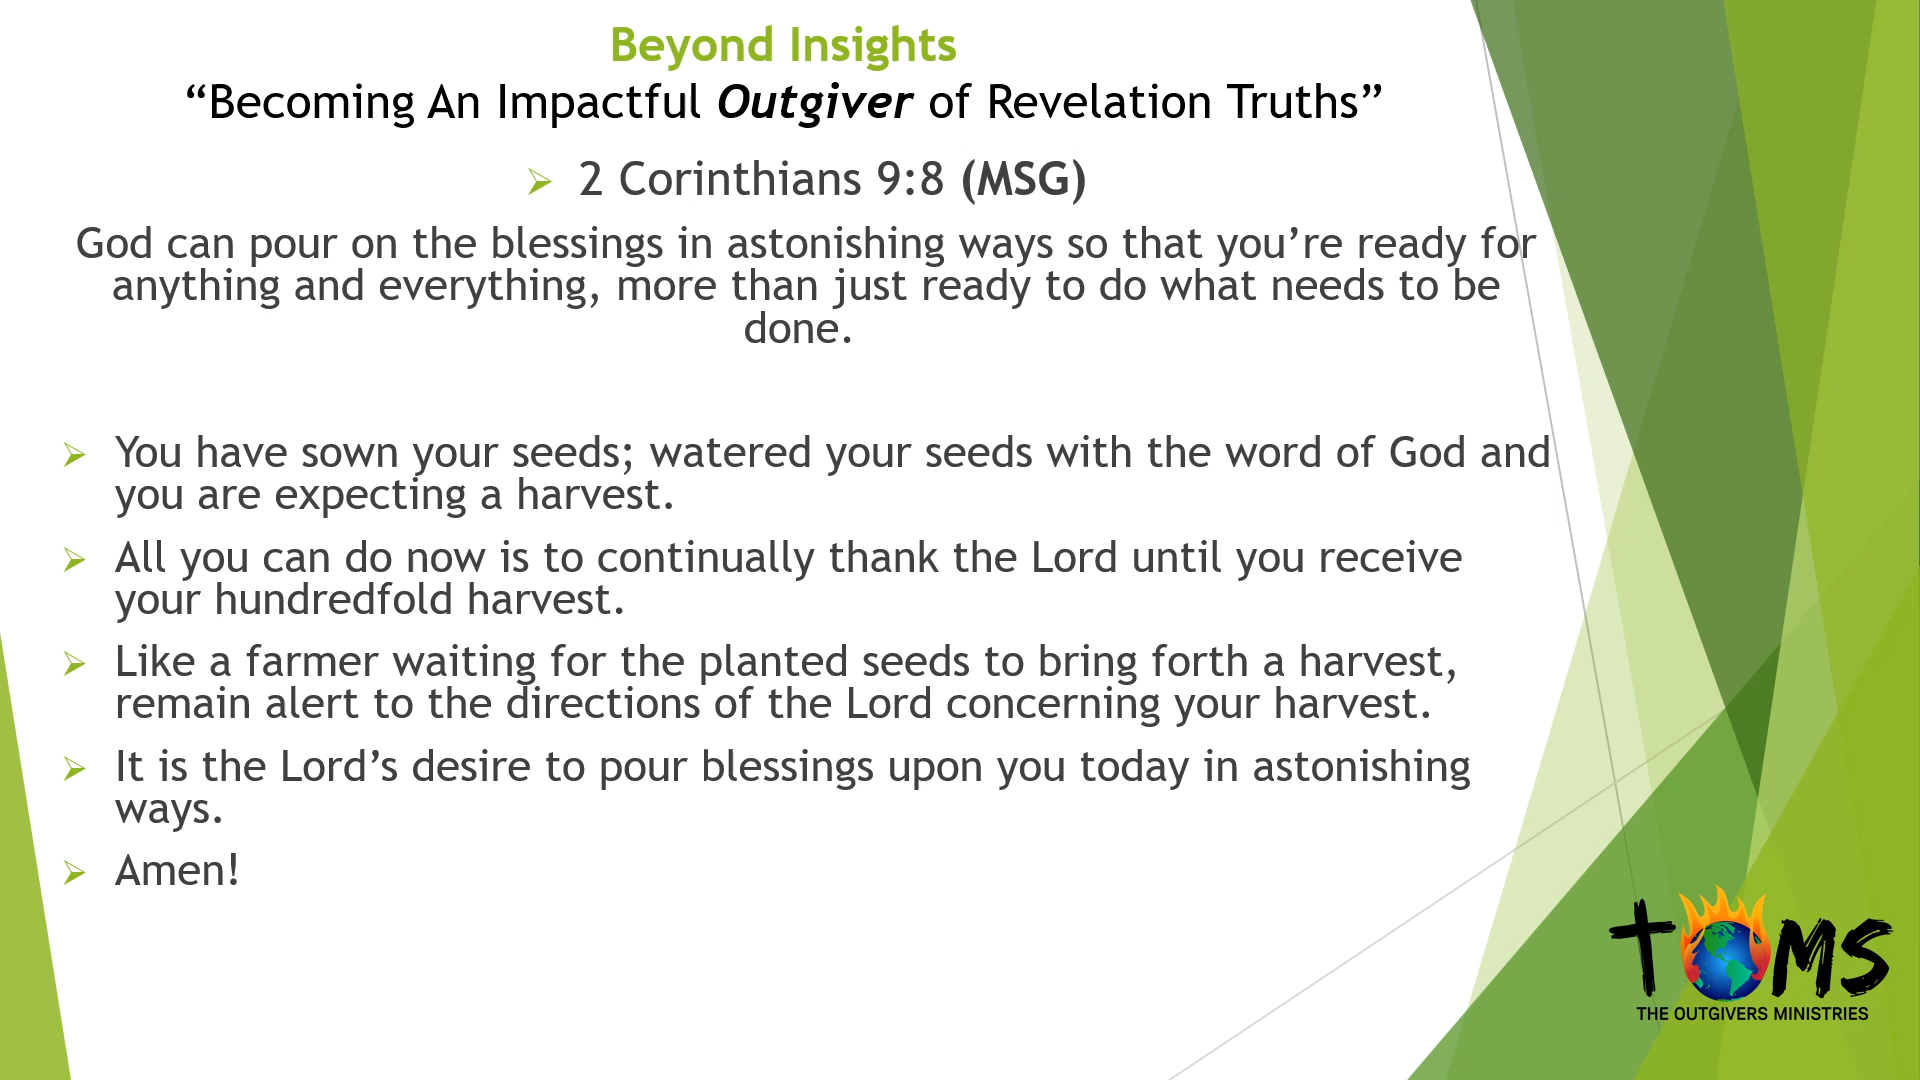 Beyond Insights
“Becoming An Impactful Outgiver of Revelation Truths”
2 Corinthians 9:8 (MSG)
God can pour on the blessings in astonishing ways so that you’re ready for
anything and everything, more than just ready to do what needs to be
done.
You have sown your seeds; watered your seeds with the word of God and
you are expecting a harvest.
All you can do now is to continually thank the Lord until you receive
your hundredfold harvest.
Like a farmer waiting for the planted seeds to bring forth a harvest,
remain alert to the directions of the Lord concerning your harvest.
It is the Lord’s desire to pour blessings upon you today in astonishing
ways.
Amen!
TOMS
THE OUTGIVERS MINISTRIES